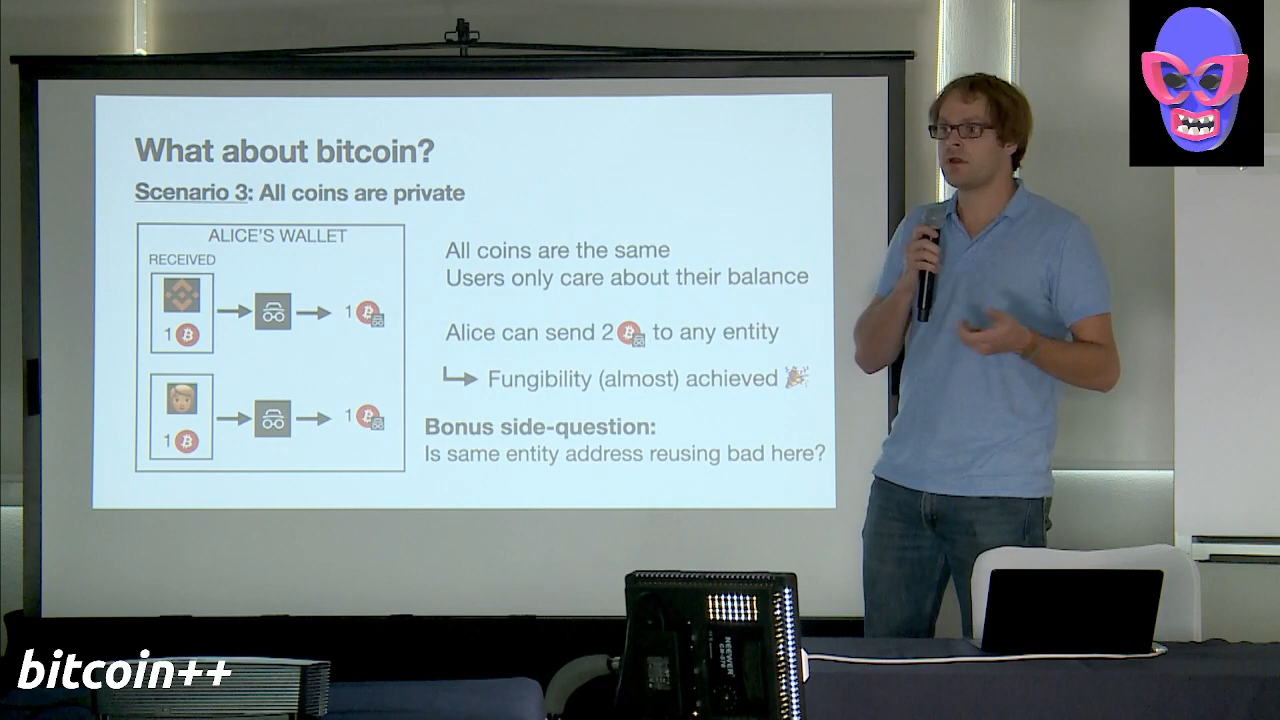 What about bitcoin?
Scenario 3: All coins are private
ALICE'S WALLET
RECEIVED
1
1
1
1
All coins are the same
Users only care about their balance
Alice can send 2 to any entity
Fungibility (almost) achieved
Bonus side-question:
Is same entity address reusing bad here?
NEEWER
bitcoin++